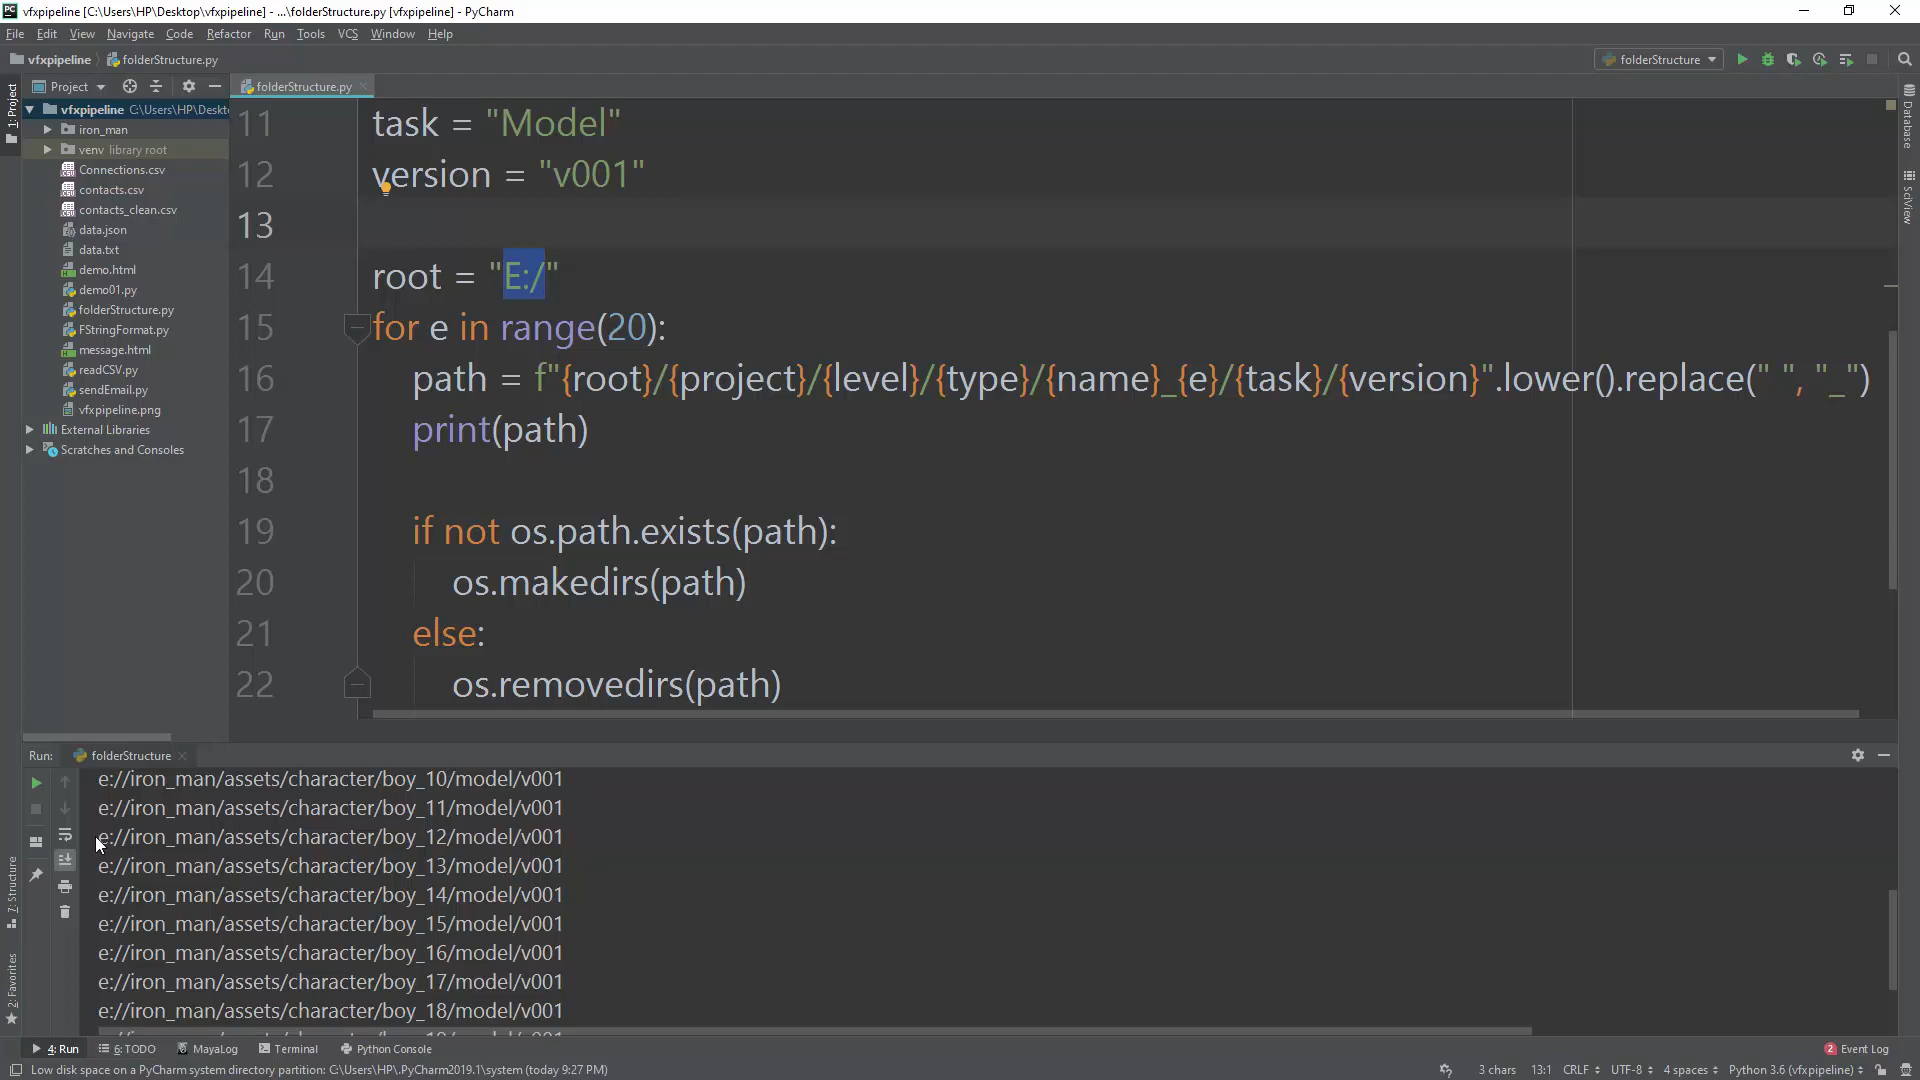 vfxpipeline [C:\Users\HP\Desktop\vfxpipeline] - ...\folderStructure.py [vfxpipeline] - PyCharm
File Edit View Navigate Code Refactor Run Tools VCS Window Help
vfxpipeline folderStructure.py folderStructure
Project folderStructure.py
1: Project
vfxpipeline C:\Users\HP\Deskto
iron_man
venv library root
Connections.csv
contacts.csv
contacts_clean.csv
data.json
data.txt
demo.html
demo01.py
folderStructure.py
FStringFormat.py
message.html
readCSV.py
sendEmail.py
vfxpipeline.png
External Libraries
Scratches and Consoles
11 task = "Model"
12 version = "v001"
13
14 root = "E:/"
15 for e in range(20):
16 path = f"{root}/{project}/{level}/{type}/{name}_{e}/{task}/{version}".lower().replace(" ", "_")
17 print(path)
18
19 if not os.path.exists(path):
20 os.makedirs(path)
21 else:
22 os.removedirs(path)
Database
SciView
Run: folderStructure
e://iron_man/assets/character/boy_10/model/v001
e://iron_man/assets/character/boy_11/model/v001
e://iron_man/assets/character/boy_12/model/v001
e://iron_man/assets/character/boy_13/model/v001
e://iron_man/assets/character/boy_14/model/v001
e://iron_man/assets/character/boy_15/model/v001
e://iron_man/assets/character/boy_16/model/v001
e://iron_man/assets/character/boy_17/model/v001
e://iron_man/assets/character/boy_18/model/v001
7: Structure
2: Favorites
4: Run 6: TODO MayaLog Terminal Python Console 2 Event Log
Low disk space on a PyCharm system directory partition: C:\Users\HP\.PyCharm2019.1\system (today 9:27 PM) 3 chars 13:1 CRLF UTF-8 4 spaces Python 3.6 (vfxpipeline)